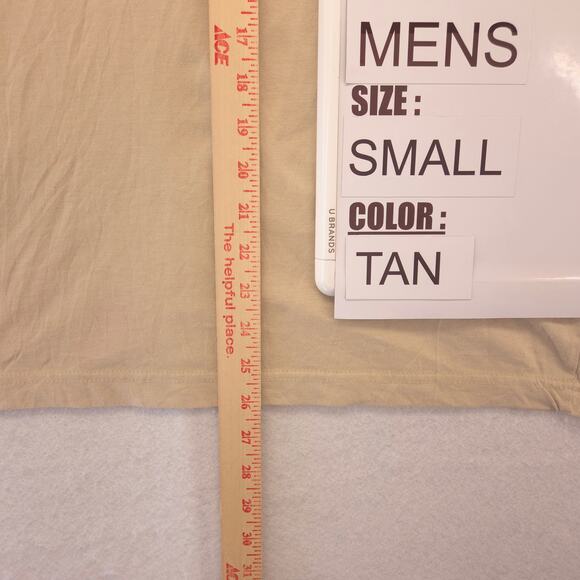 MENS
SIZE :
SMALL
COLOR :
TAN
U BRANDS
ACE
The helpful place.
17
18
19
20
21
22
23
24
25
26
27
28
29
30
31